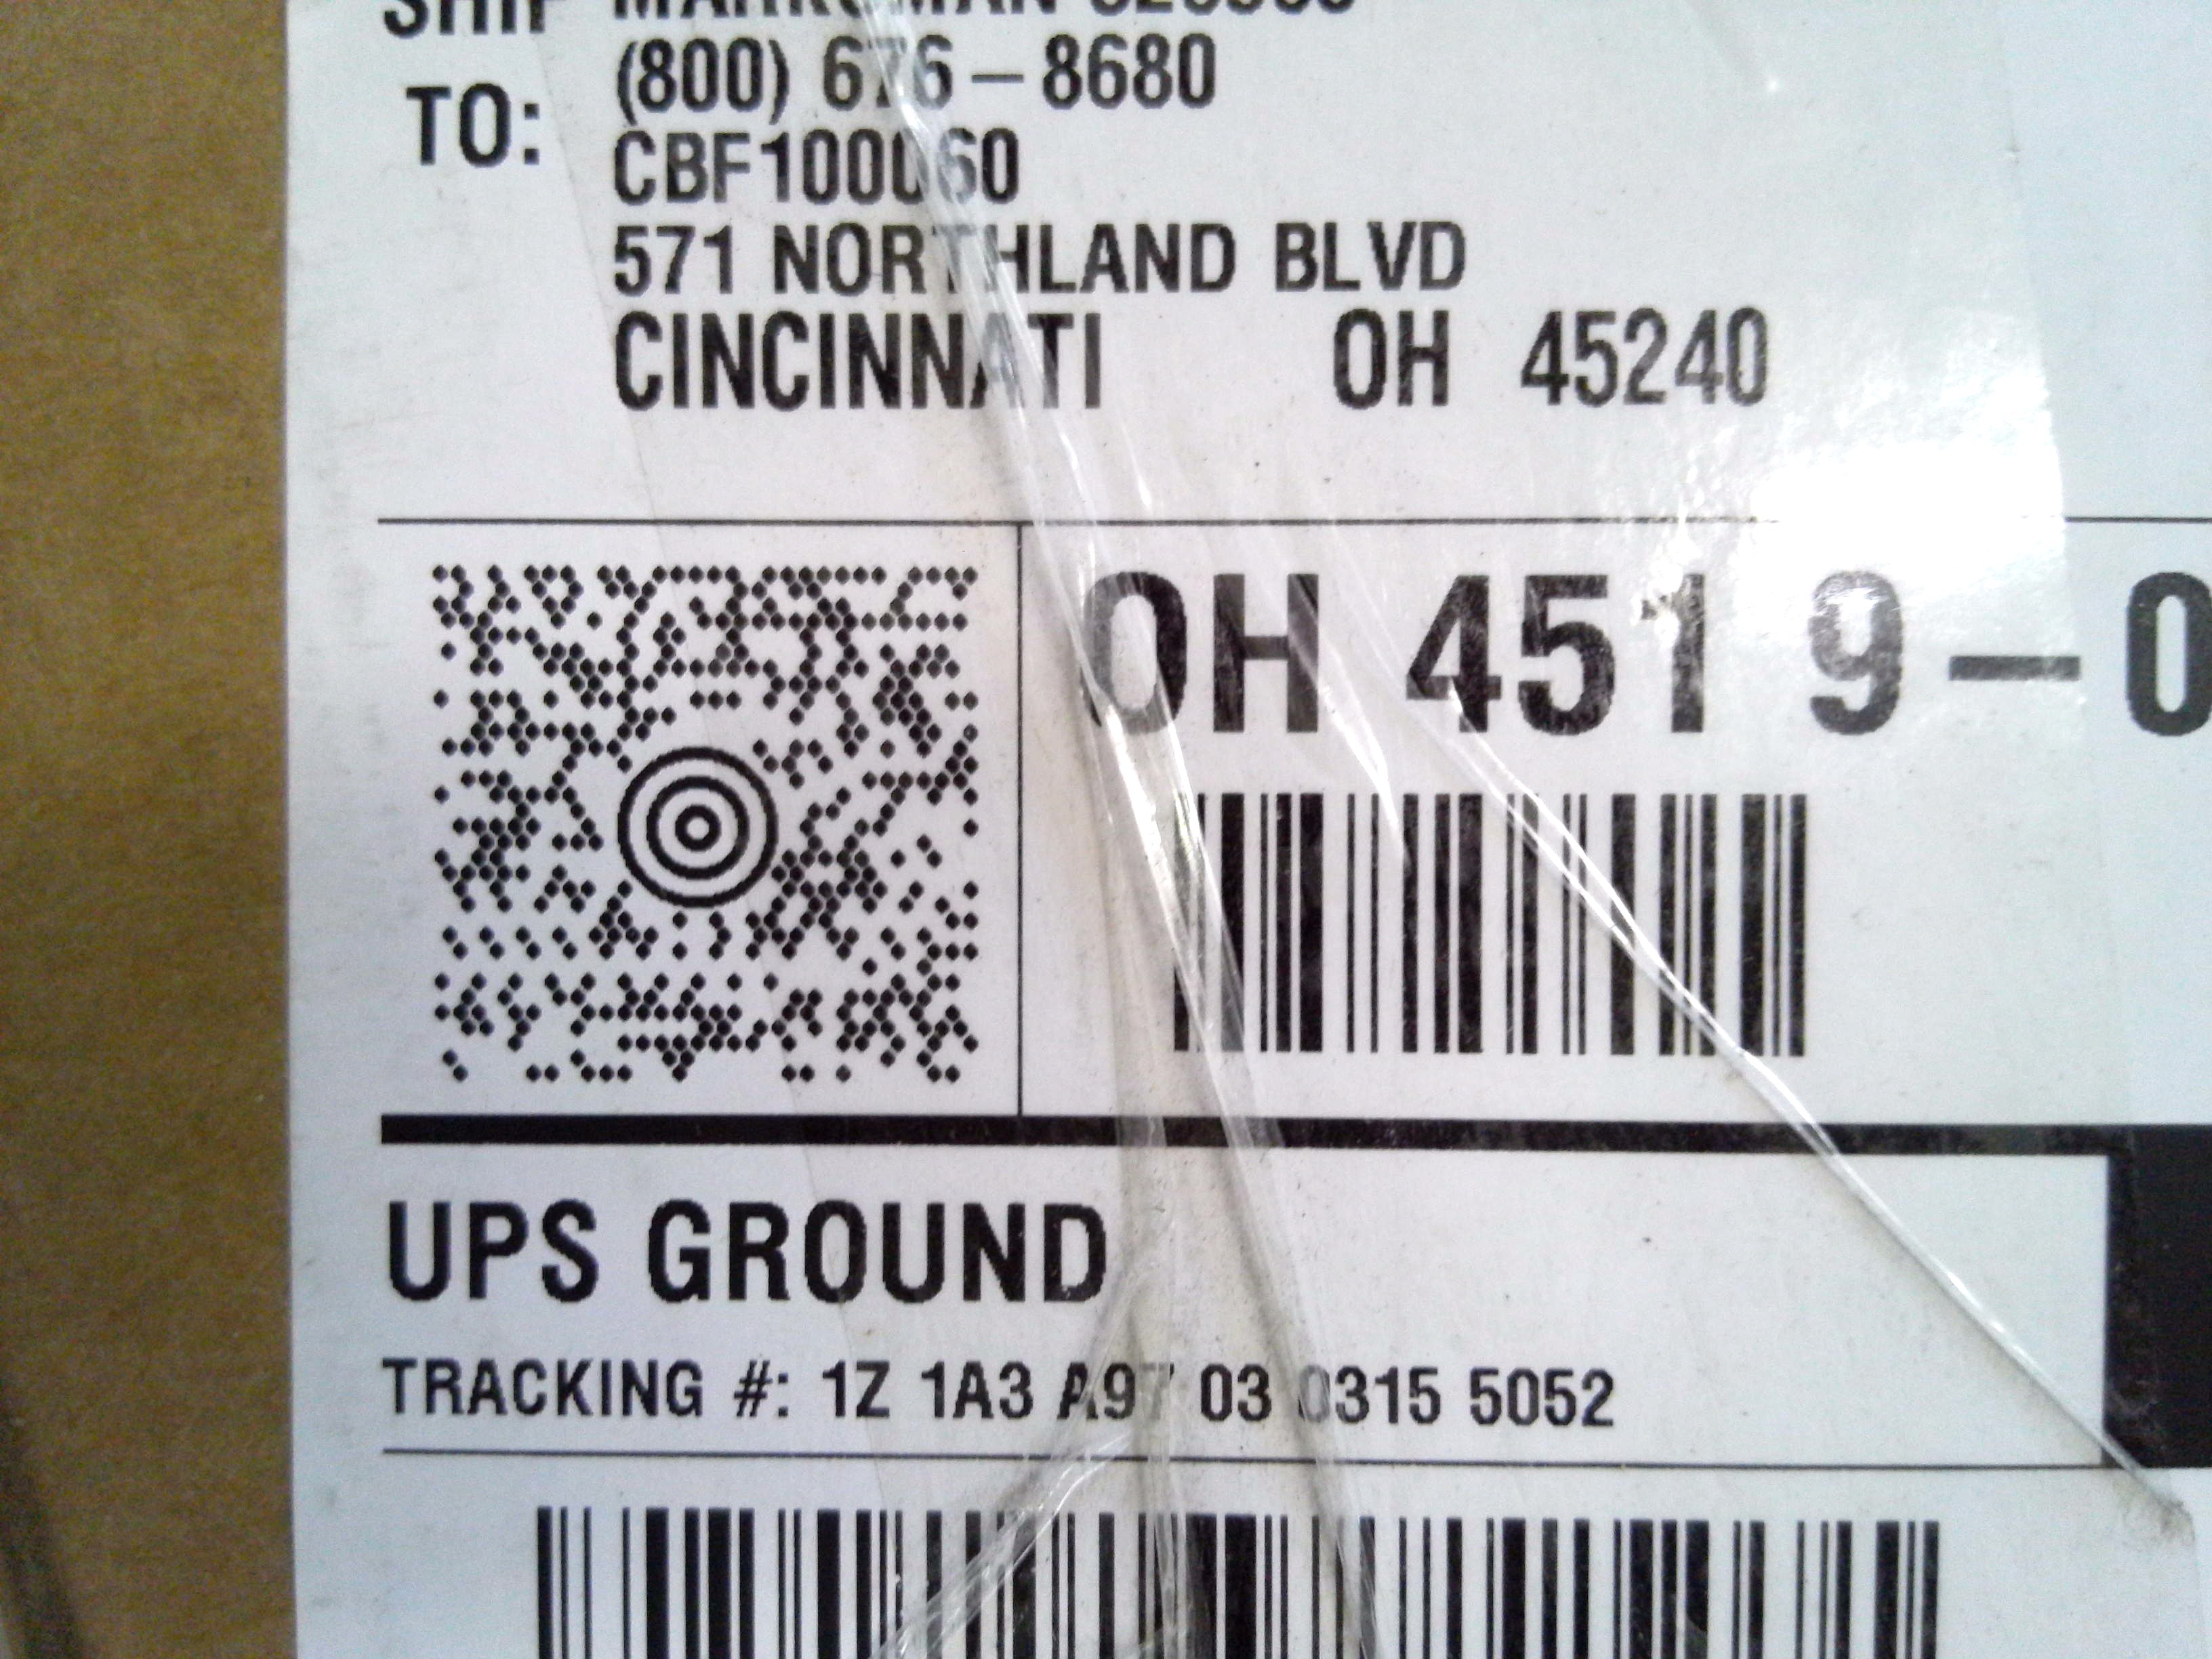 SHIP
(800) 676-8680
TO:
CBF100060
571 NORTHLAND BLVD
CINCINNATI OH 45240
OH 451 9-0
UPS GROUND
TRACKING #: 1Z 1A3 A97 03 0315 5052